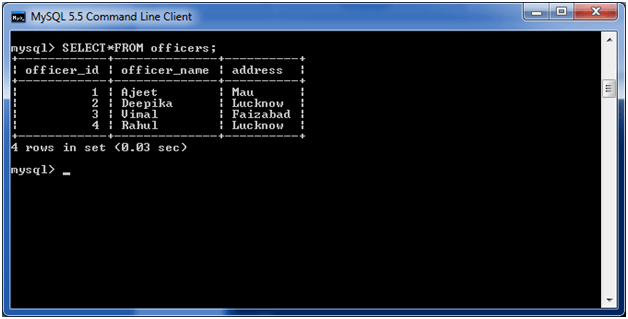 MySQL 5.5 Command Line Client
mysql> SELECT*FROM officers;
+------------+--------------+-----------+
| officer_id | officer_name | address   |
+------------+--------------+-----------+
|          1 | Ajeet        | Mau       |
|          2 | Deepika      | Lucknow   |
|          3 | Vimal        | Faizabad  |
|          4 | Rahul        | Lucknow   |
+------------+--------------+-----------+
4 rows in set (0.03 sec)
mysql> _